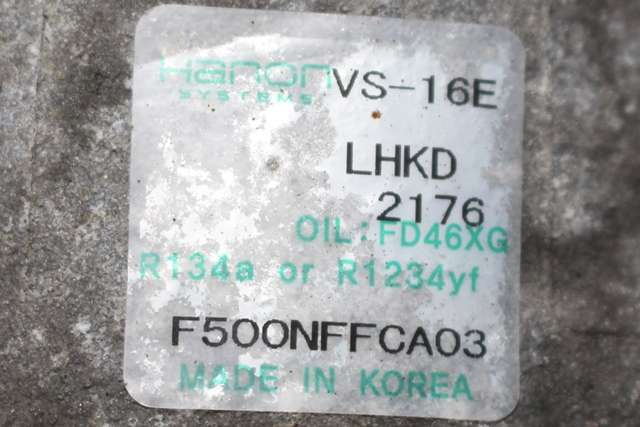 Hanon VS-16E
SYSTEMS
LHKD
2176
OIL:FD46XG
R134a or R1234yf
F500NFFCA03
MADE IN KOREA